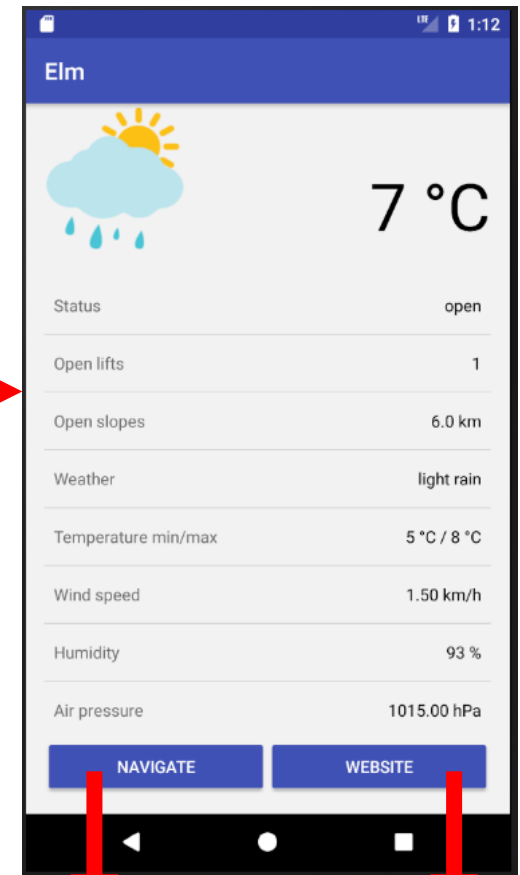 LTE 1:12
Elm
7 °C
Status open
Open lifts 1
Open slopes 6.0 km
Weather light rain
Temperature min/max 5 °C / 8 °C
Wind speed 1.50 km/h
Humidity 93 %
Air pressure 1015.00 hPa
NAVIGATE WEBSITE